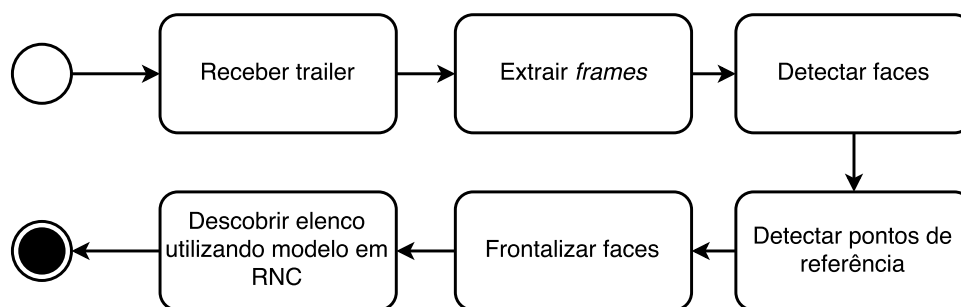 Receber trailer
Extrair frames
Detectar faces
Detectar pontos de
referência
Frontalizar faces
Descobrir elenco
utilizando modelo em
RNC